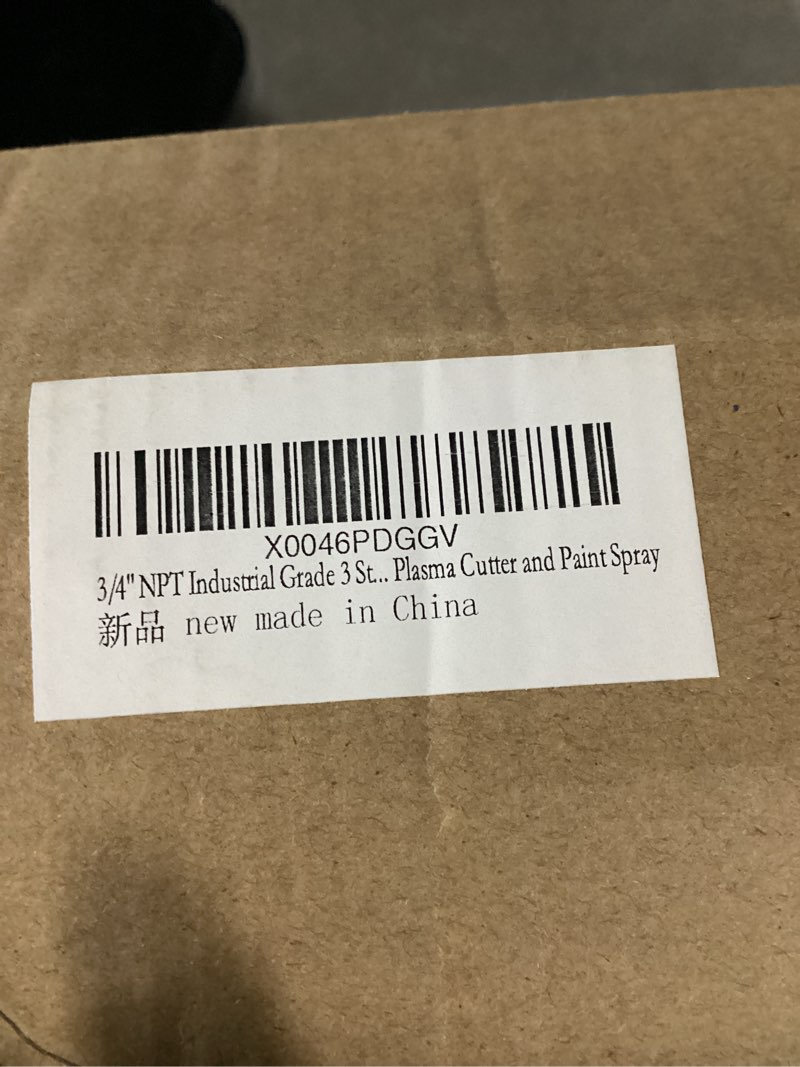 X0046PDGGV
3/4" NPT Industrial Grade 3 St... Plasma Cutter and Paint Spray
新品 new made in China